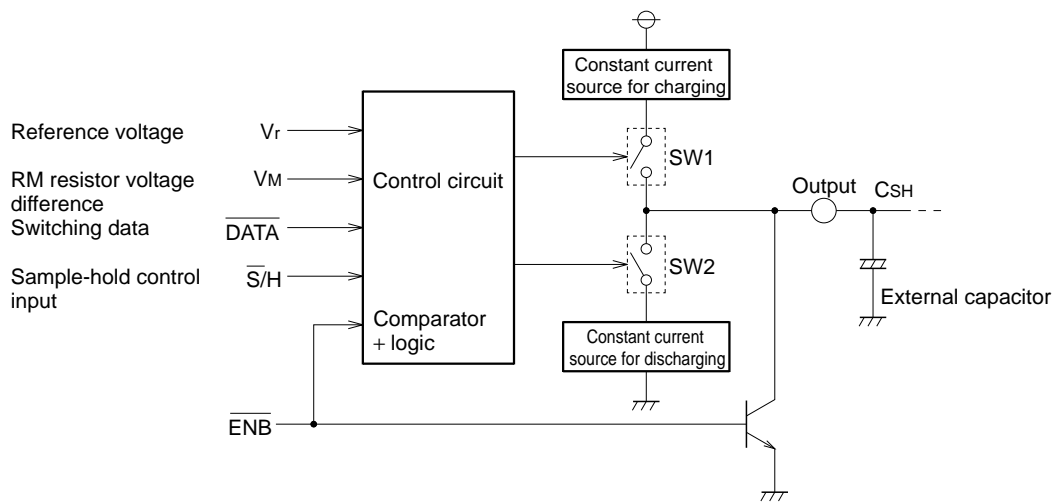 Constant current
source for charging
Reference voltage
Vr
SW1
RM resistor voltage
difference
VM
Control circuit
Output
CSH
Switching data
DATA
Sample-hold control
input
S/H
SW2
External capacitor
Comparator
+ logic
Constant current
source for discharging
ENB